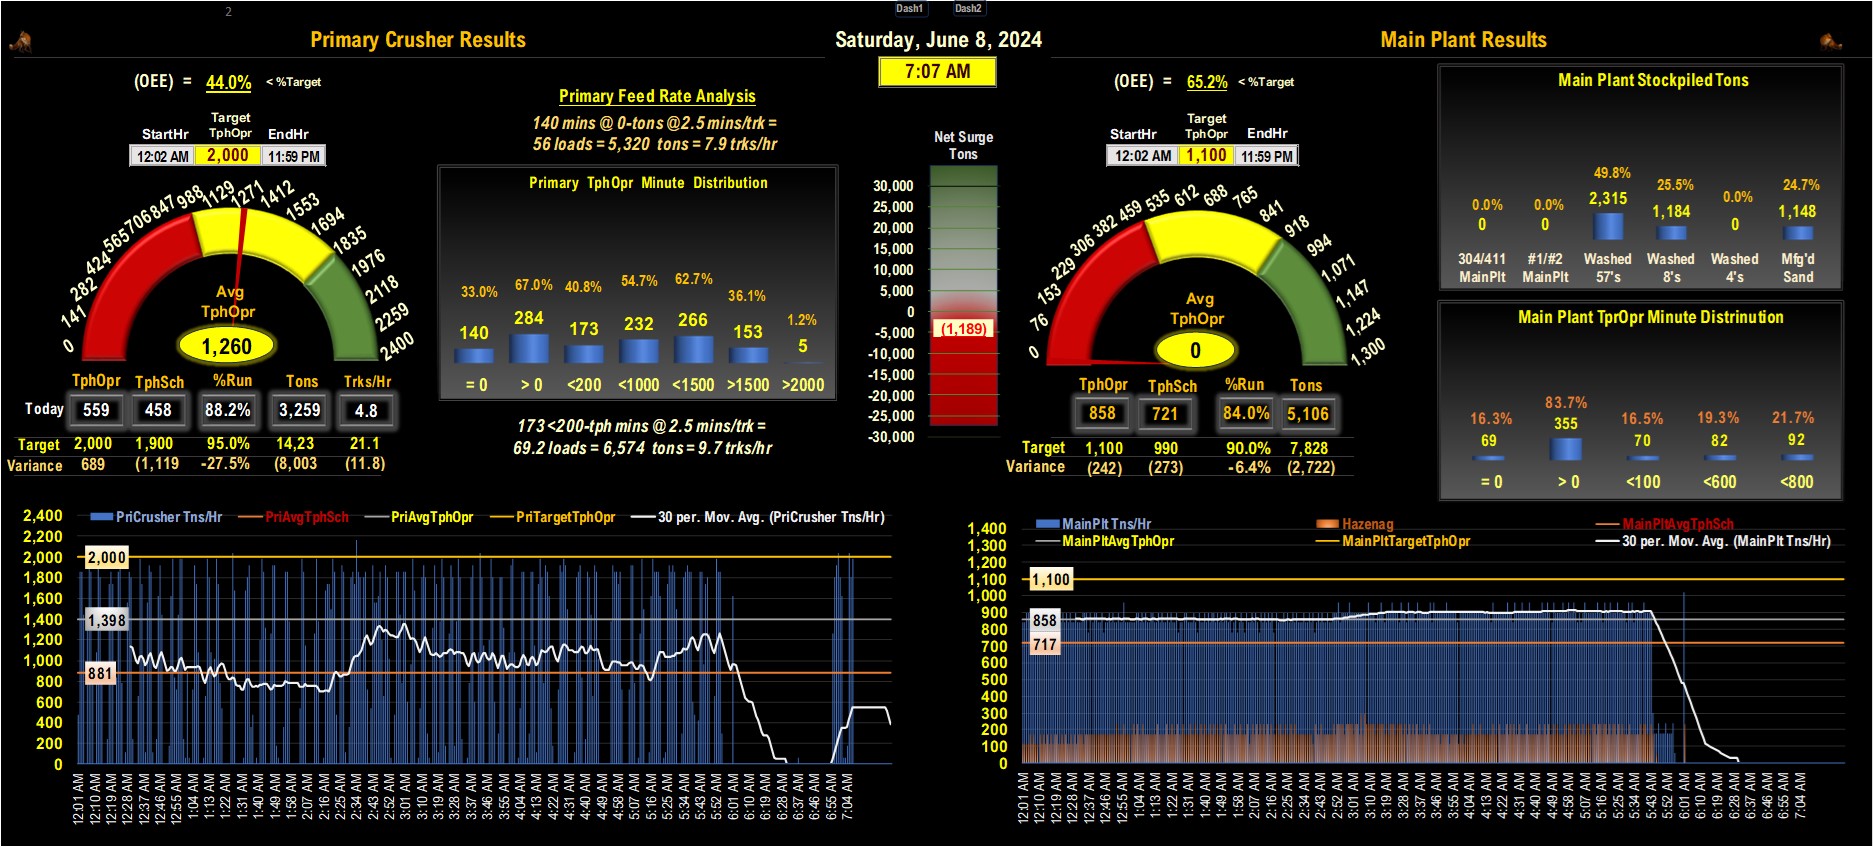 2
Dash1 Dash2
Primary Crusher Results
Saturday, June 8, 2024
Main Plant Results
7:07 AM
(OEE) = 44.0% < %Target
Target
StartHr TphOpr EndHr
12:02 AM 2,000 11:59 PM
0 141 282 424 565 706 847 988 1129 1271 1412 1553 1694 1835 1976 2118 2259 2400
Avg
TphOpr
1,260
TphOpr TphSch %Run Tons Trks/Hr
Today 559 458 88.2% 3,259 4.8
Target 2,000 1,900 95.0% 14,23 21.1
Variance 689 (1,119 -27.5% (8,003 (11.8)
Primary Feed Rate Analysis
140 mins @ 0-tons @2.5 mins/trk =
56 loads = 5,320 tons = 7.9 trks/hr
Primary TphOpr Minute Distribution
33.0% 67.0% 40.8% 54.7% 62.7% 36.1% 1.2%
140 284 173 232 266 153 5
= 0 > 0 <200 <1000 <1500 >1500 >2000
173<200-tph mins @ 2.5 mins/trk =
69.2 loads = 6,574 tons = 9.7 trks/hr
Net Surge
Tons
30,000
25,000
20,000
15,000
10,000
5,000
0
-5,000
-10,000
-15,000
-20,000
-25,000
-30,000
(1,189)
(OEE) = 65.2% < %Target
Target
StartHr TphOpr EndHr
12:02 AM 1,100 11:59 PM
0 76 153 229 306 382 459 535 612 688 765 841 918 994 1,071 1,147 1,224 1,300
Avg
TphOpr
0
TphOpr TphSch %Run Tons
858 721 84.0% 5,106
Target 1,100 990 90.0% 7,828
Variance (242) (273) -6.4% (2,722)
Main Plant Stockpiled Tons
0.0% 0.0% 49.8% 25.5% 0.0% 24.7%
0 0 2,315 1,184 0 1,148
304/411 #1/#2 Washed Washed Washed Mfg'd
MainPlt MainPlt 57's 8's 4's Sand
Main Plant TprOpr Minute Distrinution
16.3% 83.7% 16.5% 19.3% 21.7%
69 355 70 82 92
= 0 > 0 <100 <600 <800
PriCrusher Tns/Hr PriAvgTphSch PriAvgTphOpr PriTargetTphOpr 30 per. Mov. Avg. (PriCrusher Tns/Hr)
2,400
2,200
2,000
1,800
1,600
1,400
1,200
1,000
800
600
400
200
0
2,000
1,398
881
12:01 AM 12:10 AM 12:19 AM 12:28 AM 12:37 AM 12:46 AM 12:55 AM 1:04 AM 1:13 AM 1:22 AM 1:31 AM 1:40 AM 1:49 AM 1:58 AM 2:07 AM 2:16 AM 2:25 AM 2:34 AM 2:43 AM 2:52 AM 3:01 AM 3:10 AM 3:19 AM 3:28 AM 3:37 AM 3:46 AM 3:55 AM 4:04 AM 4:13 AM 4:22 AM 4:31 AM 4:40 AM 4:49 AM 4:58 AM 5:07 AM 5:16 AM 5:25 AM 5:34 AM 5:43 AM 5:52 AM 6:01 AM 6:10 AM 6:19 AM 6:28 AM 6:37 AM 6:46 AM 6:55 AM 7:04 AM
MainPlt Tns/Hr Hazenag MainPltAvgTphSch
MainPltAvgTphOpr MainPltTargetTphOpr 30 per. Mov. Avg. (MainPlt Tns/Hr)
1,400
1,300
1,200
1,100
1,000
900
800
700
600
500
400
300
200
100
0
1,100
858
717
12:01 AM 12:10 AM 12:19 AM 12:28 AM 12:37 AM 12:46 AM 12:55 AM 1:04 AM 1:13 AM 1:22 AM 1:31 AM 1:40 AM 1:49 AM 1:58 AM 2:07 AM 2:16 AM 2:25 AM 2:34 AM 2:43 AM 2:52 AM 3:01 AM 3:10 AM 3:19 AM 3:28 AM 3:37 AM 3:46 AM 3:55 AM 4:04 AM 4:13 AM 4:22 AM 4:31 AM 4:40 AM 4:49 AM 4:58 AM 5:07 AM 5:16 AM 5:25 AM 5:34 AM 5:43 AM 5:52 AM 6:01 AM 6:10 AM 6:19 AM 6:28 AM 6:37 AM 6:46 AM 6:55 AM 7:04 AM